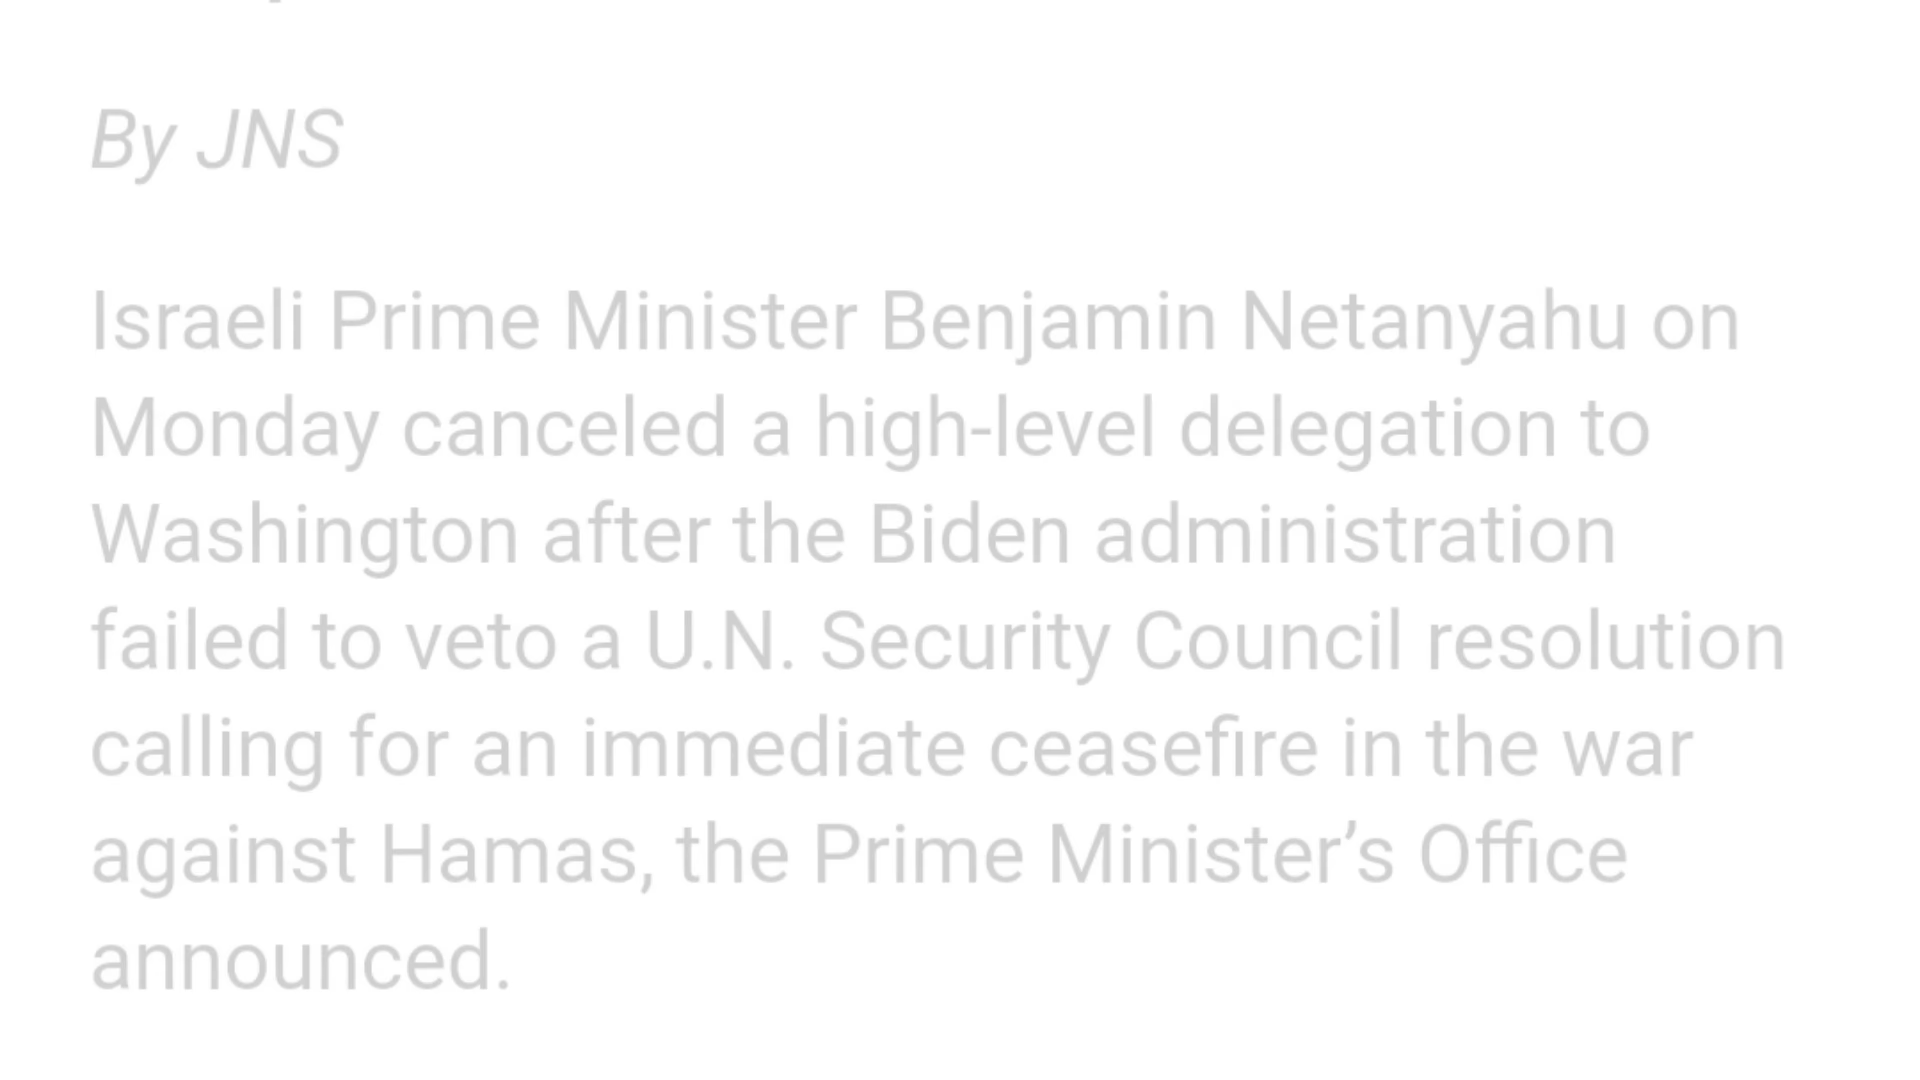 By JNS
Israeli Prime Minister Benjamin Netanyahu on
Monday canceled a high-level delegation to
Washington after the Biden administration
failed to veto a U.N. Security Council resolution
calling for an immediate ceasefire in the war
against Hamas, the Prime Minister’s Office
announced.